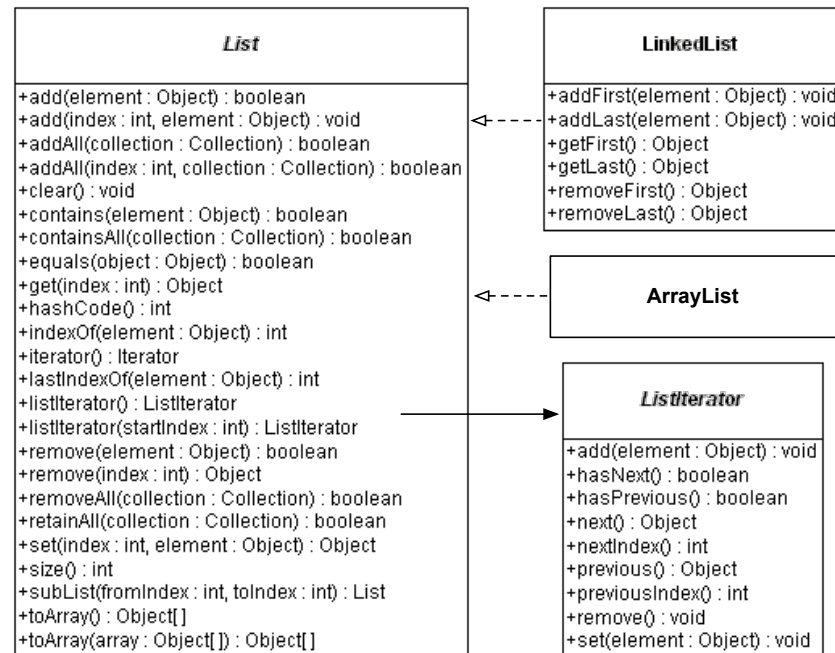 List
+add(element : Object) : boolean
+add(index : int, element : Object) : void
+addAll(collection : Collection) : boolean
+addAll(index : int, collection : Collection) : boolean
+clear() : void
+contains(element : Object) : boolean
+containsAll(collection : Collection) : boolean
+equals(object : Object) : boolean
+get(index : int) : Object
+hashCode() : int
+indexOf(element : Object) : int
+iterator() : Iterator
+lastIndexOf(element : Object) : int
+listIterator() : ListIterator
+listIterator(startIndex : int) : ListIterator
+remove(element : Object) : boolean
+remove(index : int) : Object
+removeAll(collection : Collection) : boolean
+retainAll(collection : Collection) : boolean
+set(index : int, element : Object) : Object
+size() : int
+subList(fromIndex : int, toIndex : int) : List
+toArray() : Object[]
+toArray(array : Object[]) : Object[]
LinkedList
+addFirst(element : Object) : void
+addLast(element : Object) : void
+getFirst() : Object
+getLast() : Object
+removeFirst() : Object
+removeLast() : Object
ArrayList
ListIterator
+add(element : Object) : void
+hasNext() : boolean
+hasPrevious() : boolean
+next() : Object
+nextIndex() : int
+previous() : Object
+previousIndex() : int
+remove() : void
+set(element : Object) : void